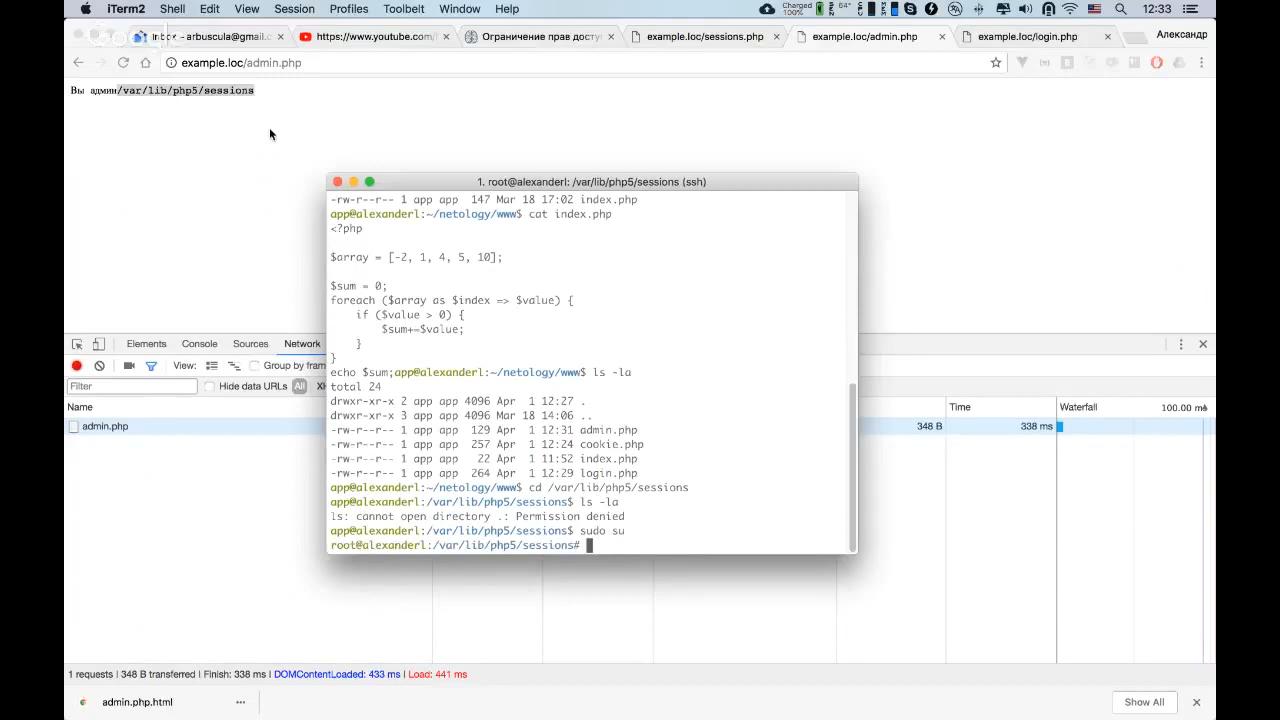 iTerm2 Shell Edit View Session Profiles Toolbelt Window Help Charged 100% 64° 12:33
Inbox - arbuscula@gmail.c
https://www.youtube.com/
Ограничение прав досту
example.loc/sessions.php
example.loc/admin.php
example.loc/login.php
Александр
example.loc/admin.php
Вы админ/var/lib/php5/sessions
1. root@alexanderl: /var/lib/php5/sessions (ssh)
-rw-r--r-- 1 app app 147 Mar 18 17:02 index.php
app@alexanderl:~/netology/www$ cat index.php
<?php
$array = [-2, 1, 4, 5, 10];
$sum = 0;
foreach ($array as $index => $value) {
if ($value > 0) {
$sum+=$value;
}
}
echo $sum;app@alexanderl:~/netology/www$ ls -la
total 24
drwxr-xr-x 2 app app 4096 Apr 1 12:27 .
drwxr-xr-x 3 app app 4096 Mar 18 14:06 ..
-rw-r--r-- 1 app app 129 Apr 1 12:31 admin.php
-rw-r--r-- 1 app app 257 Apr 1 12:24 cookie.php
-rw-r--r-- 1 app app 22 Apr 1 11:52 index.php
-rw-r--r-- 1 app app 264 Apr 1 12:29 login.php
app@alexanderl:~/netology/www$ cd /var/lib/php5/sessions
app@alexanderl:/var/lib/php5/sessions$ ls -la
ls: cannot open directory .: Permission denied
app@alexanderl:/var/lib/php5/sessions$ sudo su
root@alexanderl:/var/lib/php5/sessions#
Elements Console Sources Network
View: Group by fram
Filter Hide data URLs All XH
Name Time Waterfall 100.00 ms
admin.php 348 B 338 ms
1 requests | 348 B transferred | Finish: 338 ms | DOMContentLoaded: 433 ms | Load: 441 ms
admin.php.html Show All